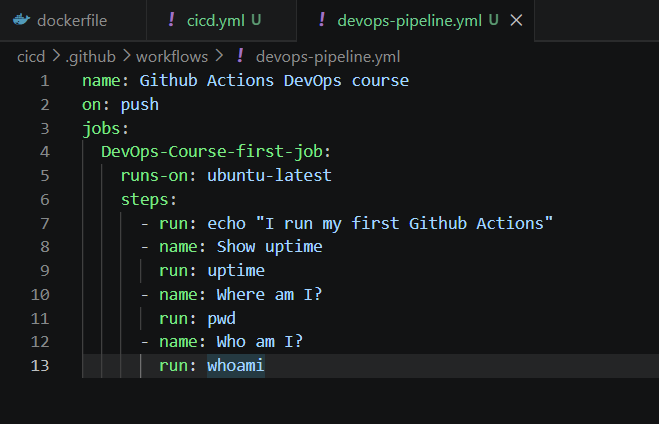 dockerfile ! cicd.yml U ! devops-pipeline.yml U ×
cicd > .github > workflows > ! devops-pipeline.yml
1 name: Github Actions DevOps course
2 on: push
3 jobs:
4   DevOps-Course-first-job:
5     runs-on: ubuntu-latest
6     steps:
7       - run: echo "I run my first Github Actions"
8       - name: Show uptime
9         run: uptime
10       - name: Where am I?
11         run: pwd
12       - name: Who am I?
13         run: whoami